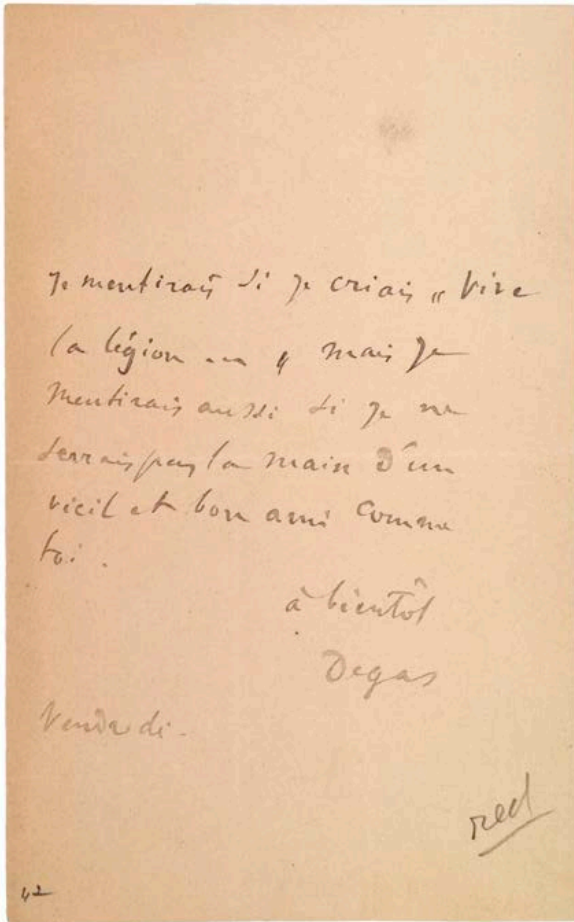 Je mentirais si je criais „ Vive
la légion ... „ mais je
mentirais aussi si je ne
serrais pas la main d'un
vieil et bon ami comme
toi.
à bientôt
Degas
Vendredi.
42